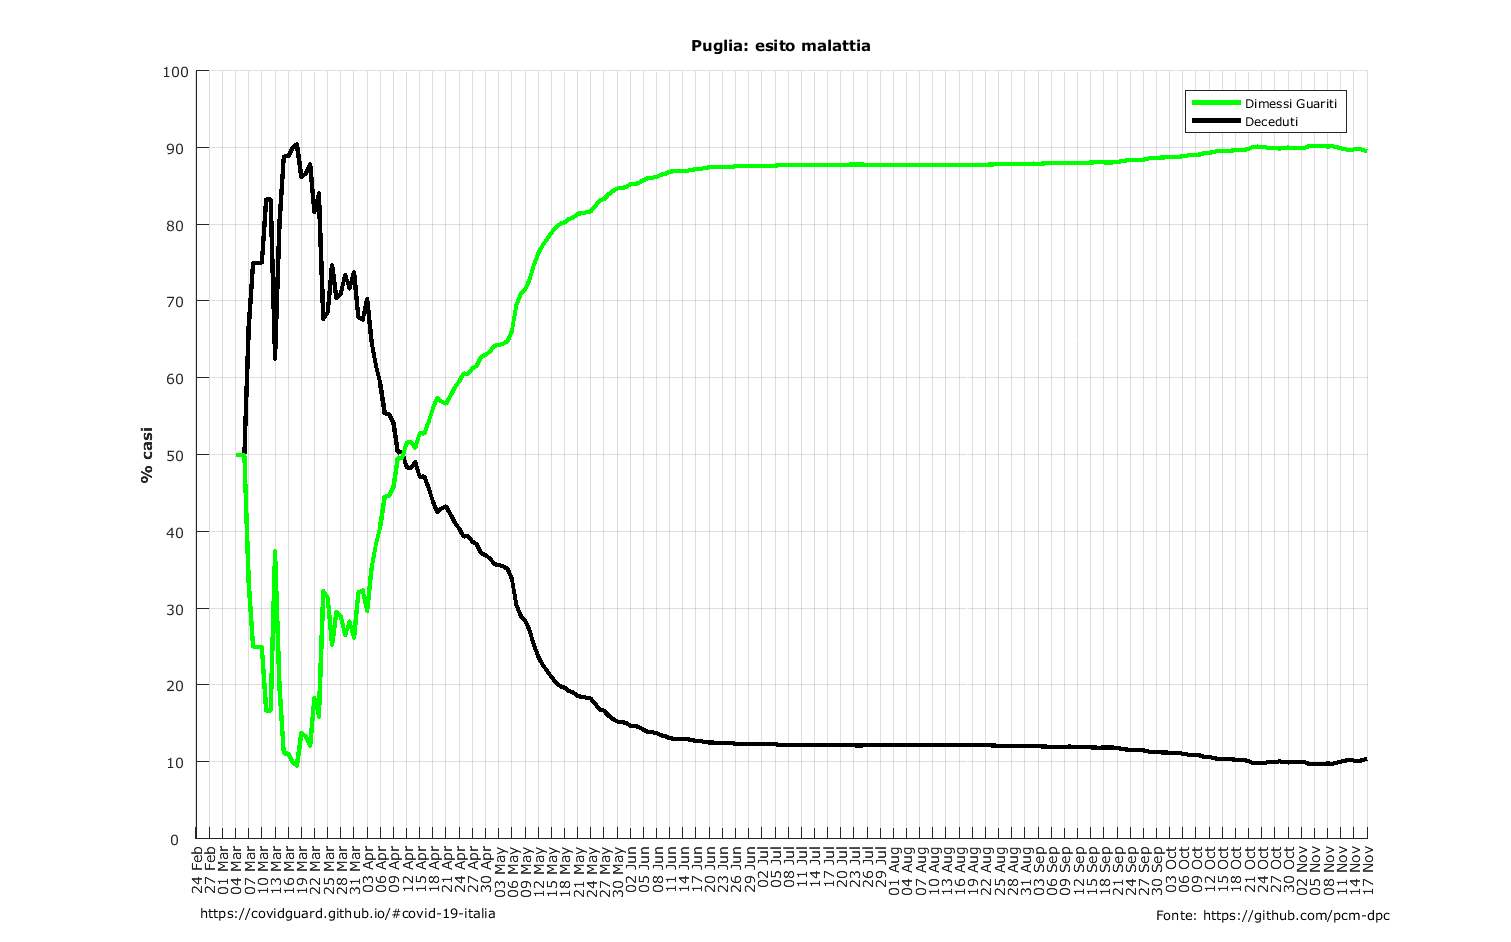 Puglia: esito malattia
Dimessi Guariti
Deceduti
% casi
100
90
80
70
60
50
40
30
20
10
0
24 Feb
27 Feb
01 Mar
04 Mar
07 Mar
10 Mar
13 Mar
16 Mar
19 Mar
22 Mar
25 Mar
28 Mar
31 Mar
03 Apr
06 Apr
09 Apr
12 Apr
15 Apr
18 Apr
21 Apr
24 Apr
27 Apr
30 Apr
03 May
06 May
09 May
12 May
15 May
18 May
21 May
24 May
27 May
30 May
02 Jun
05 Jun
08 Jun
11 Jun
14 Jun
17 Jun
20 Jun
23 Jun
26 Jun
29 Jun
02 Jul
05 Jul
08 Jul
11 Jul
14 Jul
17 Jul
20 Jul
23 Jul
26 Jul
29 Jul
01 Aug
04 Aug
07 Aug
10 Aug
13 Aug
16 Aug
19 Aug
22 Aug
25 Aug
28 Aug
31 Aug
03 Sep
06 Sep
09 Sep
12 Sep
15 Sep
18 Sep
21 Sep
24 Sep
27 Sep
30 Sep
03 Oct
06 Oct
09 Oct
12 Oct
15 Oct
18 Oct
21 Oct
24 Oct
27 Oct
30 Oct
02 Nov
05 Nov
08 Nov
11 Nov
14 Nov
17 Nov
https://covidguard.github.io/#covid-19-italia
Fonte: https://github.com/pcm-dpc